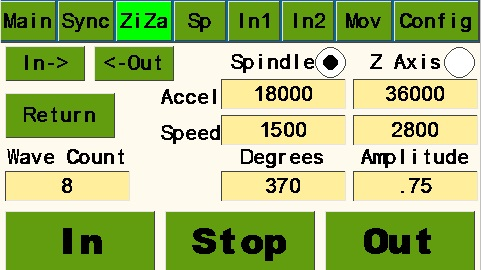 Main Sync ZiZa Sp In1 In2 Mov Config
In-> <-Out Spindle Z Axis
Accel 18000 36000
Return
Speed 1500 2800
Wave Count Degrees Amplitude
8 370 .75
In Stop Out